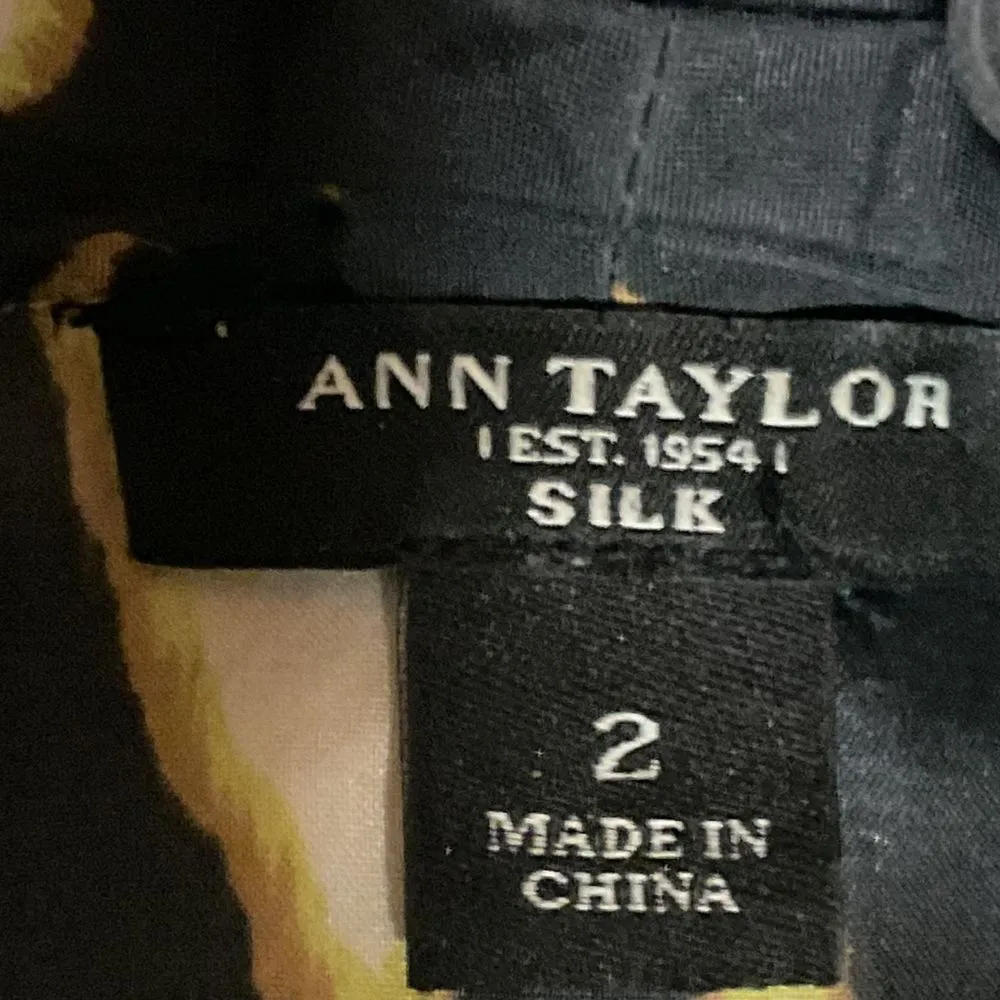 ANN TAYLOR
| EST. 1954 |
SILK
2
MADE IN
CHINA